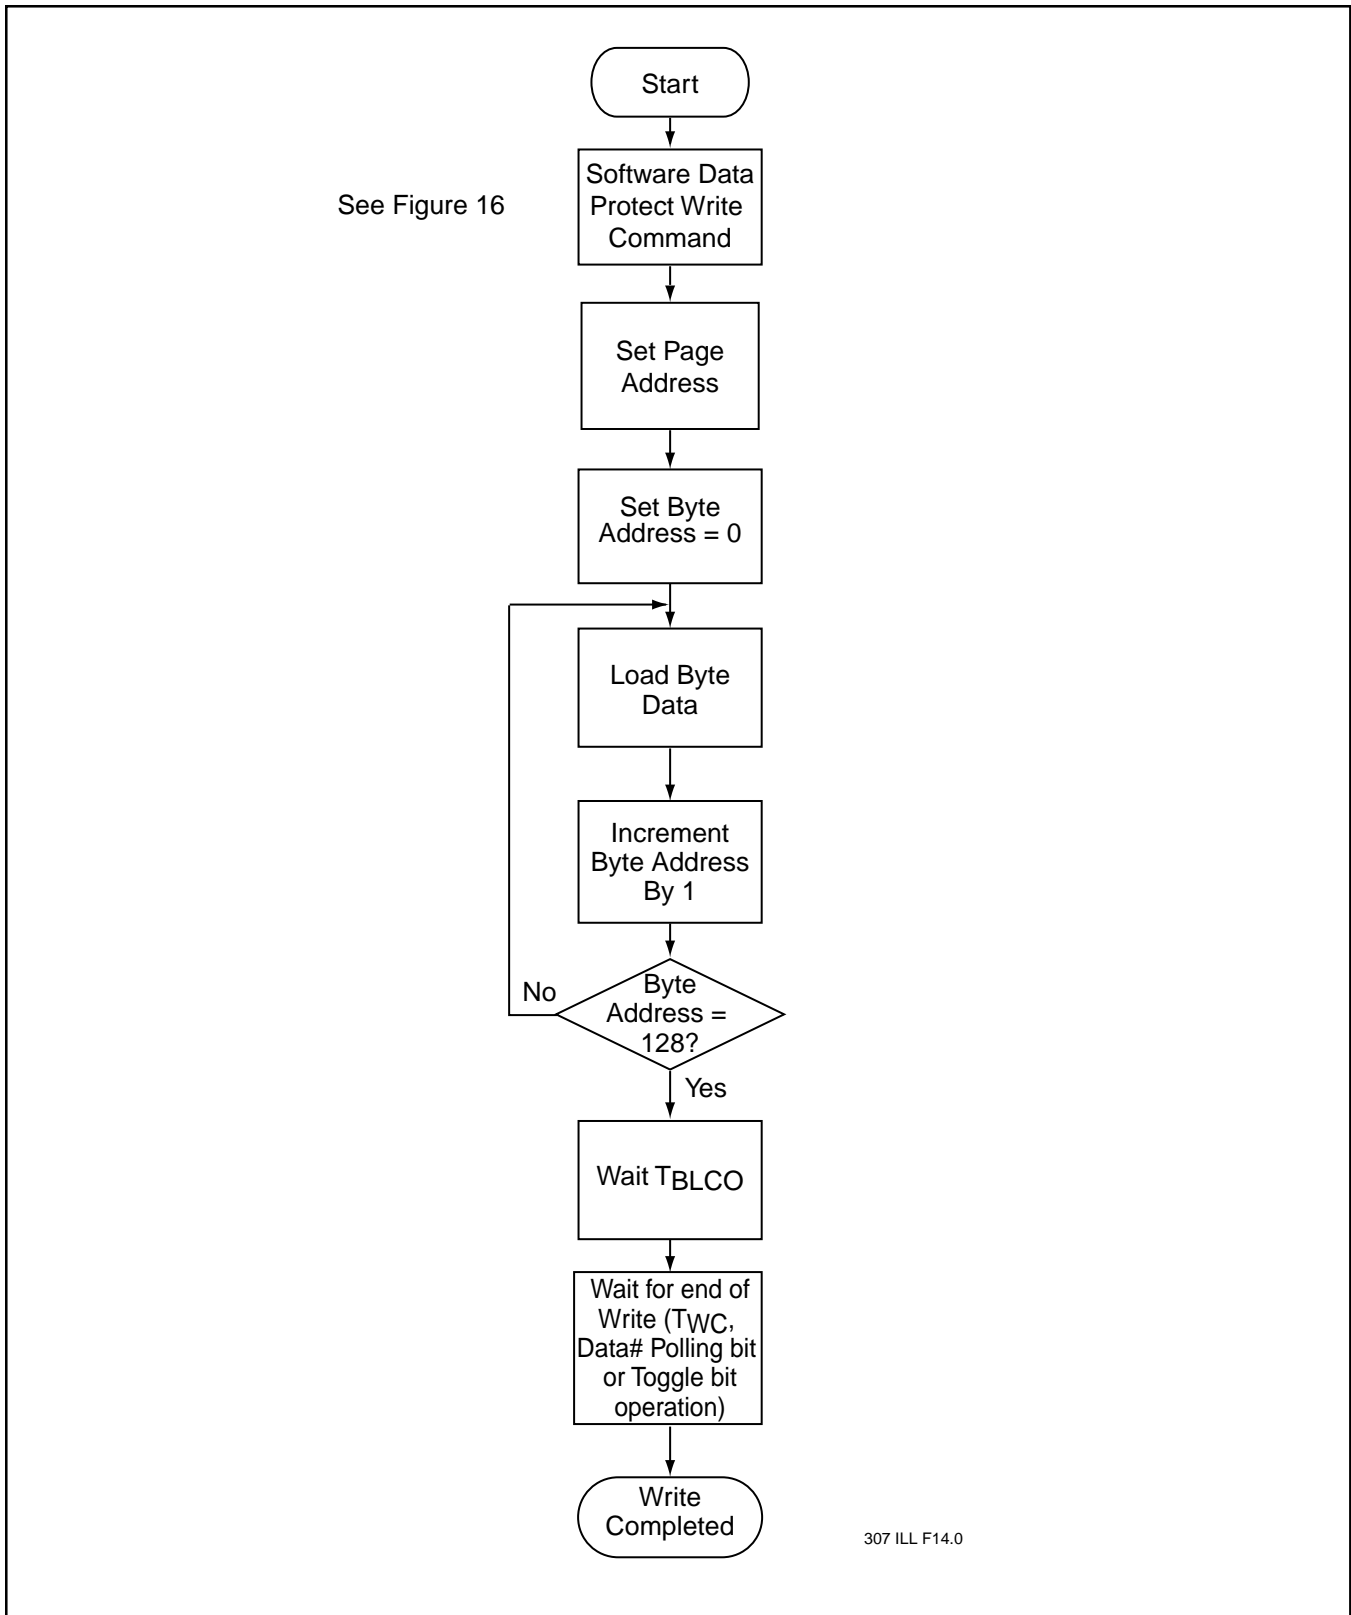 Start
See Figure 16
Software Data
Protect Write
Command
Set Page
Address
Set Byte
Address = 0
Load Byte
Data
Increment
Byte Address
By 1
No
Byte
Address =
128?
Yes
Wait TBLCO
Wait for end of
Write (TWC,
Data# Polling bit
or Toggle bit
operation)
Write
Completed
307 ILL F14.0